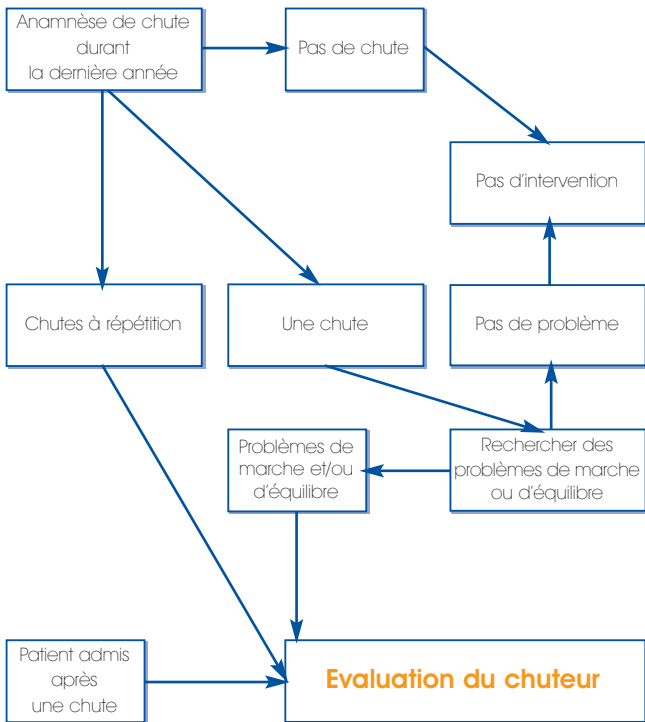 Anamnèse de chute
durant
la dernière année
Pas de chute
Pas d'intervention
Chutes à répétition
Une chute
Pas de problème
Problèmes de
marche et/ou
d'équilibre
Rechercher des
problèmes de marche
ou d'équilibre
Patient admis
après
une chute
Evaluation du chuteur